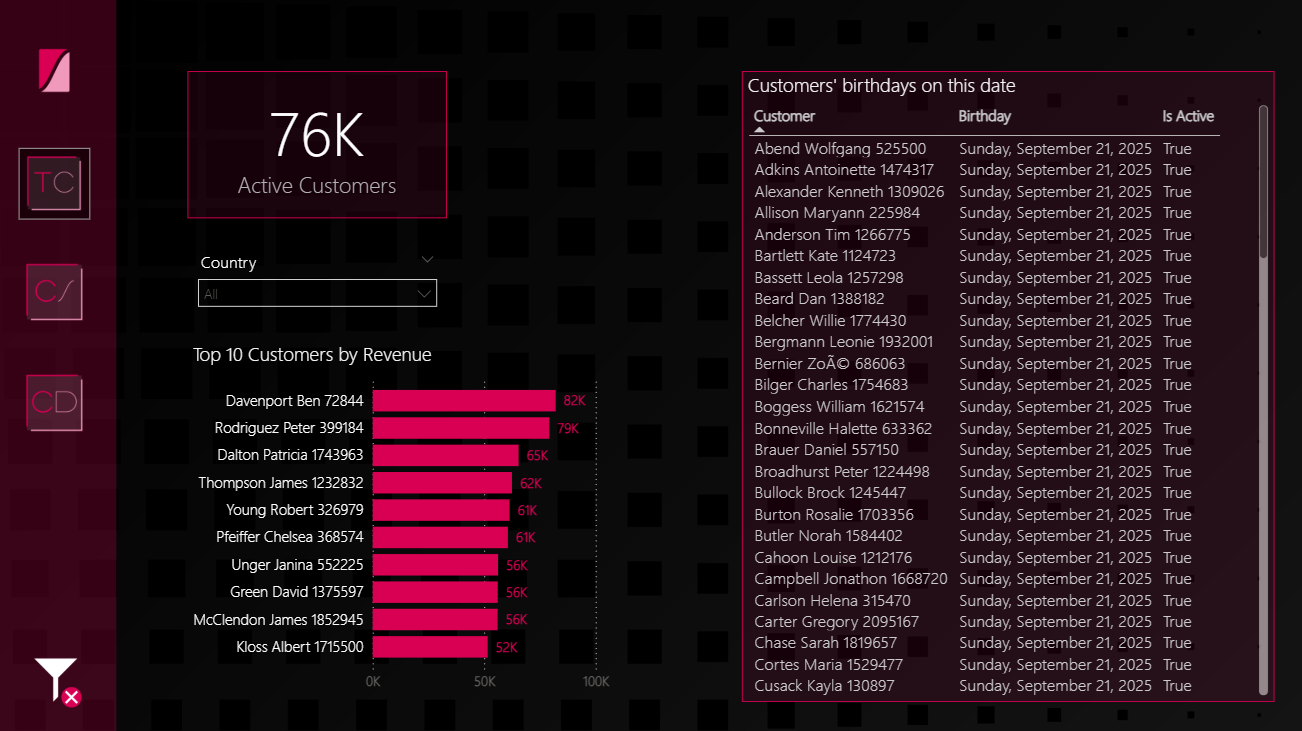 TC
CS
CD
76K
Active Customers
Country
All
Top 10 Customers by Revenue
Davenport Ben 72844 82K
Rodriguez Peter 399184 79K
Dalton Patricia 1743963 65K
Thompson James 1232832 62K
Young Robert 326979 61K
Pfeiffer Chelsea 368574 61K
Unger Janina 552225 56K
Green David 1375597 56K
McClendon James 1852945 56K
Kloss Albert 1715500 52K
0K 50K 100K
Customers' birthdays on this date
Customer Birthday Is Active
Abend Wolfgang 525500 Sunday, September 21, 2025 True
Adkins Antoinette 1474317 Sunday, September 21, 2025 True
Alexander Kenneth 1309026 Sunday, September 21, 2025 True
Allison Maryann 225984 Sunday, September 21, 2025 True
Anderson Tim 1266775 Sunday, September 21, 2025 True
Bartlett Kate 1124723 Sunday, September 21, 2025 True
Bassett Leola 1257298 Sunday, September 21, 2025 True
Beard Dan 1388182 Sunday, September 21, 2025 True
Belcher Willie 1774430 Sunday, September 21, 2025 True
Bergmann Leonie 1932001 Sunday, September 21, 2025 True
Bernier ZoÃ© 686063 Sunday, September 21, 2025 True
Bilger Charles 1754683 Sunday, September 21, 2025 True
Boggess William 1621574 Sunday, September 21, 2025 True
Bonneville Halette 633362 Sunday, September 21, 2025 True
Brauer Daniel 557150 Sunday, September 21, 2025 True
Broadhurst Peter 1224498 Sunday, September 21, 2025 True
Bullock Brock 1245447 Sunday, September 21, 2025 True
Burton Rosalie 1703356 Sunday, September 21, 2025 True
Butler Norah 1584402 Sunday, September 21, 2025 True
Cahoon Louise 1212176 Sunday, September 21, 2025 True
Campbell Jonathon 1668720 Sunday, September 21, 2025 True
Carlson Helena 315470 Sunday, September 21, 2025 True
Carter Gregory 2095167 Sunday, September 21, 2025 True
Chase Sarah 1819657 Sunday, September 21, 2025 True
Cortes Maria 1529477 Sunday, September 21, 2025 True
Cusack Kayla 130897 Sunday, September 21, 2025 True